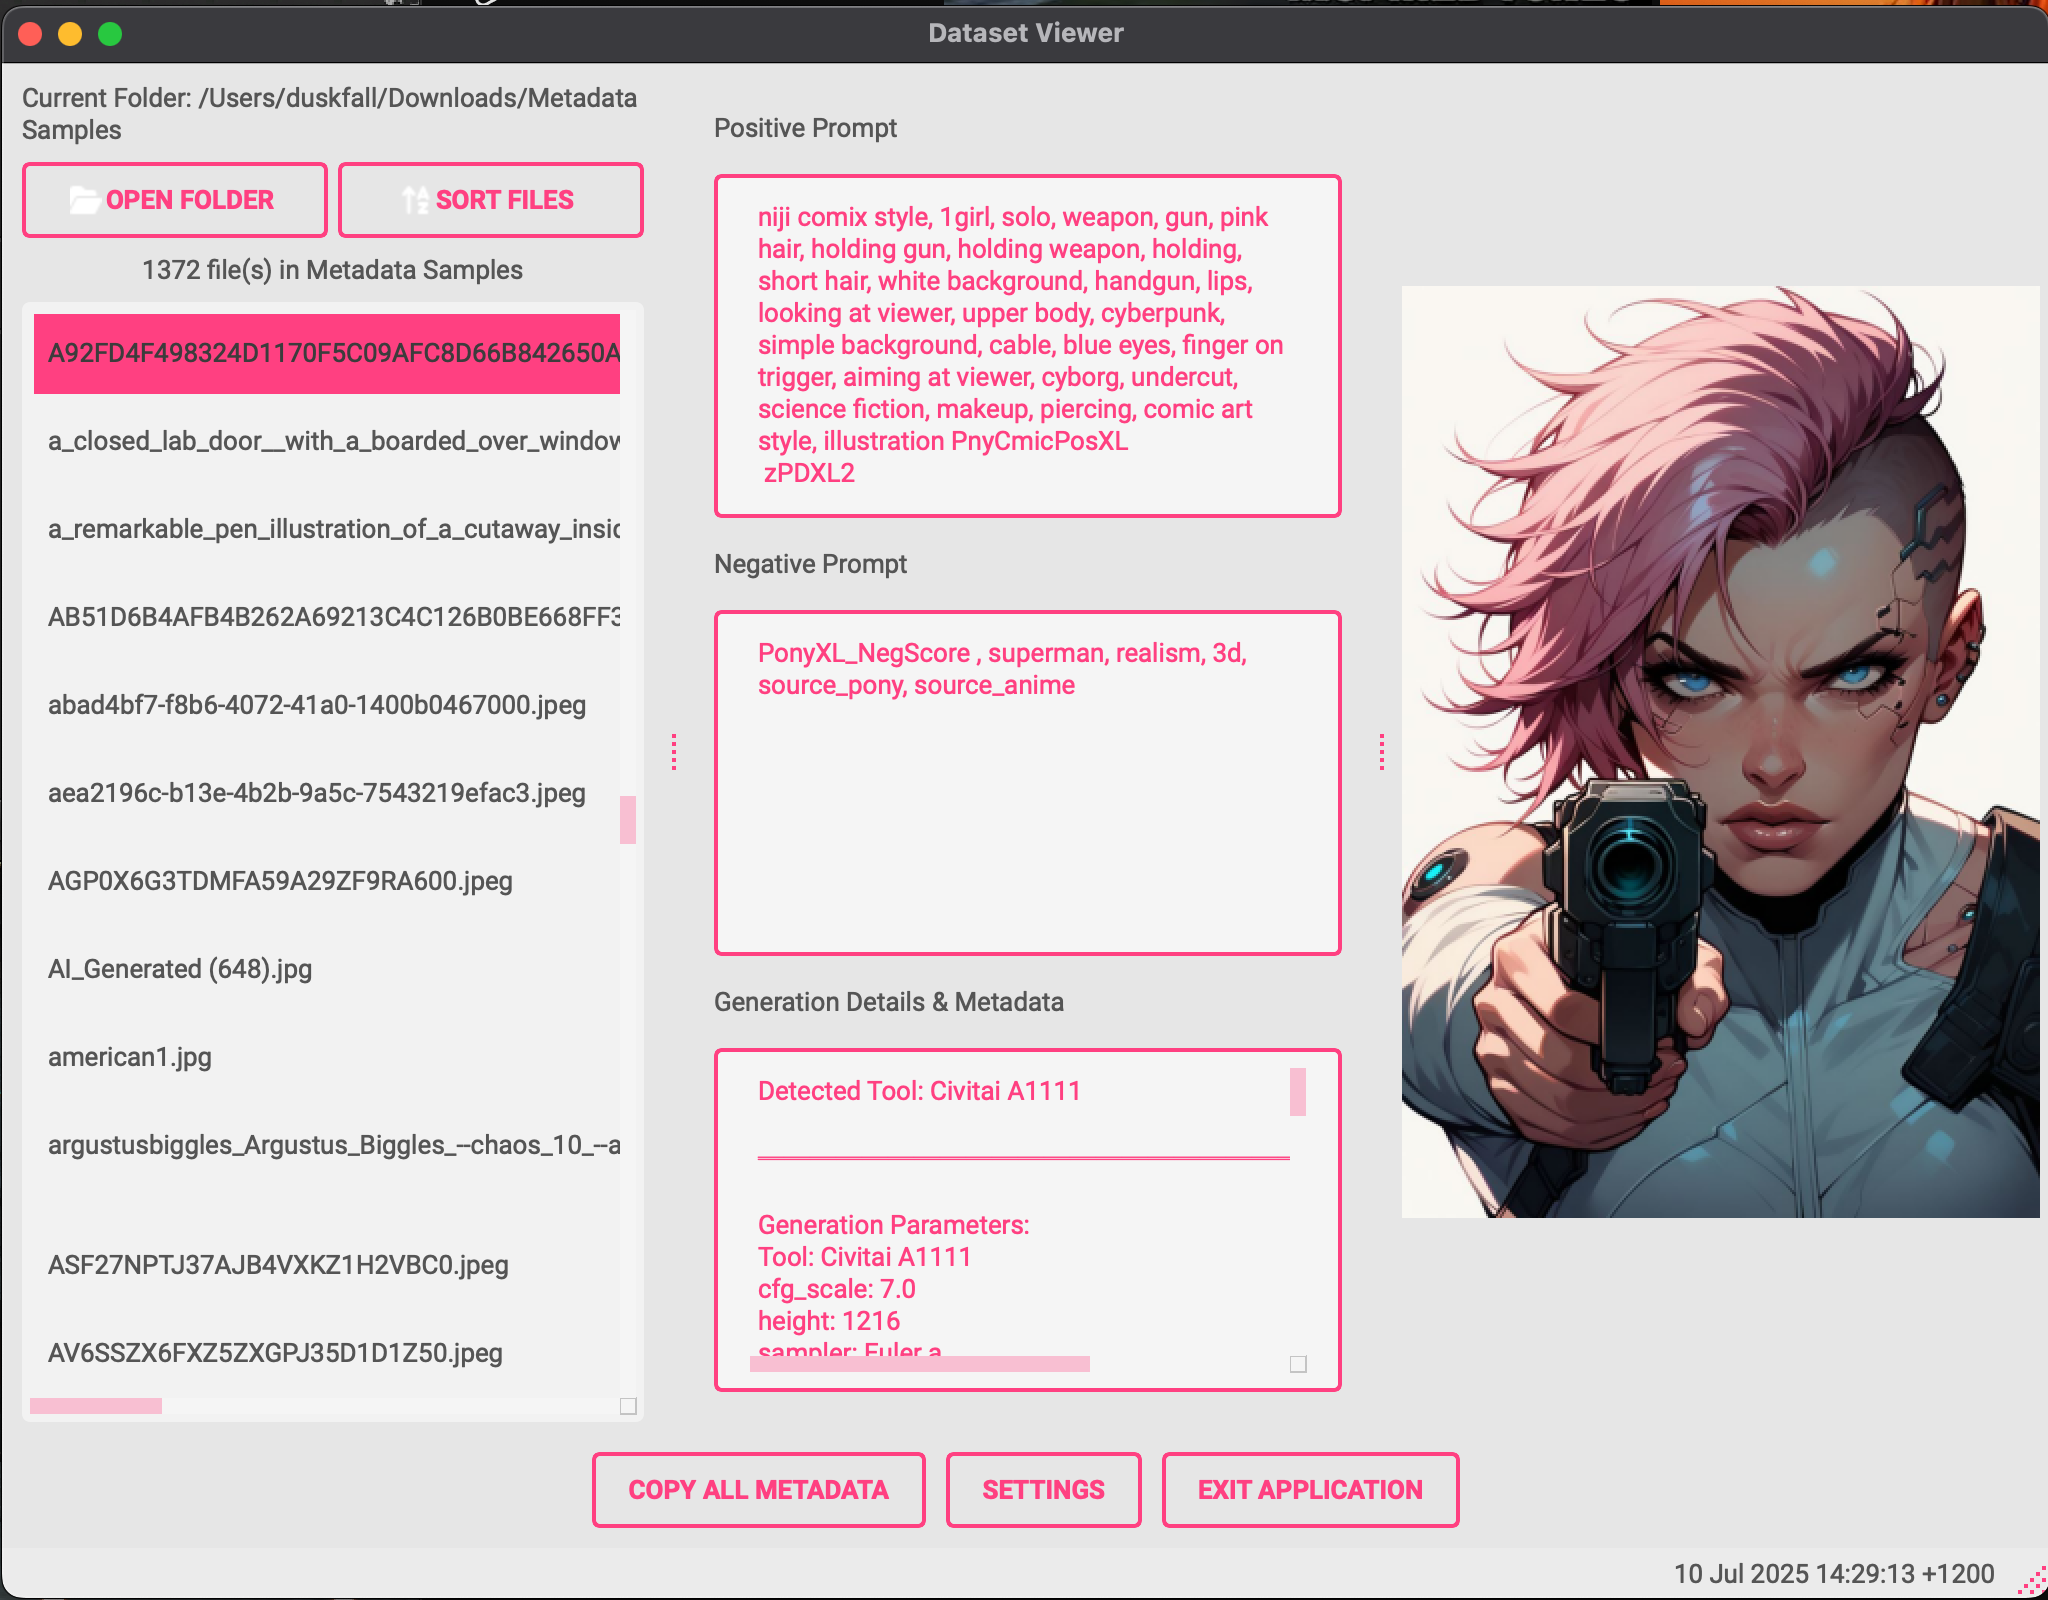 Dataset Viewer
Current Folder: /Users/duskfall/Downloads/Metadata
Samples
OPEN FOLDER
SORT FILES
1372 file(s) in Metadata Samples
A92FD4F498324D1170F5C09AFC8D66B842650A
a_closed_lab_door__with_a_boarded_over_window
a_remarkable_pen_illustration_of_a_cutaway_insid
AB51D6B4AFB4B262A69213C4C126B0BE668FF3
abad4bf7-f8b6-4072-41a0-1400b0467000.jpeg
aea2196c-b13e-4b2b-9a5c-7543219efac3.jpeg
AGP0X6G3TDMFA59A29ZF9RA600.jpeg
AI_Generated (648).jpg
american1.jpg
argustusbiggles_Argustus_Biggles_--chaos_10_--a
ASF27NPTJ37AJB4VXKZ1H2VBC0.jpeg
AV6SSZX6FXZ5ZXGPJ35D1D1Z50.jpeg
Positive Prompt
niji comix style, 1girl, solo, weapon, gun, pink
hair, holding gun, holding weapon, holding,
short hair, white background, handgun, lips,
looking at viewer, upper body, cyberpunk,
simple background, cable, blue eyes, finger on
trigger, aiming at viewer, cyborg, undercut,
science fiction, makeup, piercing, comic art
style, illustration PnyCmicPosXL
zPDXL2
Negative Prompt
PonyXL_NegScore , superman, realism, 3d,
source_pony, source_anime
Generation Details & Metadata
Detected Tool: Civitai A1111
Generation Parameters:
Tool: Civitai A1111
cfg_scale: 7.0
height: 1216
sampler: Euler a
COPY ALL METADATA
SETTINGS
EXIT APPLICATION
10 Jul 2025 14:29:13 +1200